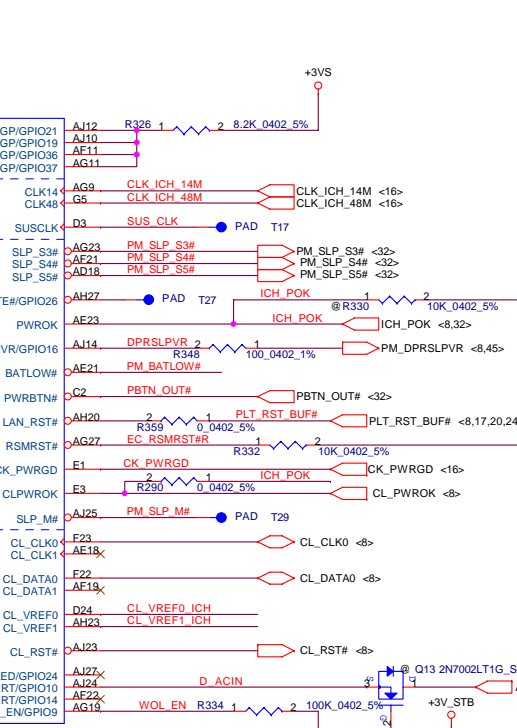 +3VS
GP/GPIO21 AJ12 R326 1 2 8.2K_0402_5%
GP/GPIO19 AJ10
GP/GPIO36 AF11
GP/GPIO37 AG11
CLK14 AG9 CLK_ICH_14M CLK_ICH_14M <16>
CLK48 G5 CLK_ICH_48M CLK_ICH_48M <16>
SUSCLK D3 SUS_CLK PAD T17
SLP_S3# AG23 PM_SLP_S3# PM_SLP_S3# <32>
SLP_S4# AF21 PM_SLP_S4# PM_SLP_S4# <32>
SLP_S5# AD18 PM_SLP_S5# PM_SLP_S5# <32>
TE#/GPIO26 AH27 PAD T27 ICH_POK 1 2
@R330 10K_0402_5%
PWROK AE23 ICH_POK ICH_POK <8,32>
VR/GPIO16 AJ14 DPRSLPVR 2 1 PM_DPRSLPVR <8,45>
R348 100_0402_1%
BATLOW# AE21 PM_BATLOW#
PWRBTN# C2 PBTN_OUT# PBTN_OUT# <32>
LAN_RST# AH20 2 1 PLT_RST_BUF# PLT_RST_BUF# <8,17,20,24
R359 0_0402_5%
RSMRST# AG27 EC_RSMRST#R 1 2
R332 10K_0402_5%
CK_PWRGD E1 CK_PWRGD CK_PWRGD <16>
2 1 ICH_POK
R290 0_0402_5%
CLPWROK E3 CL_PWROK <8>
SLP_M# AJ25 PM_SLP_M# PAD T29
CL_CLK0 F23 CL_CLK0 <8>
CL_CLK1 AE18
CL_DATA0 F22 CL_DATA0 <8>
CL_DATA1 AF19
CL_VREF0 D24 CL_VREF0_ICH
CL_VREF1 AH23 CL_VREF1_ICH
CL_RST# AJ23 CL_RST# <8>
ED/GPIO24 AJ27 @ Q13 2N7002LT1G_S
RT/GPIO10 AJ24 D_ACIN 3 1
RT/GPIO14 AF22 +3V_STB
_EN/GPIO9 AG19 WOL_EN R334 1 2 100K_0402_5%
G 2